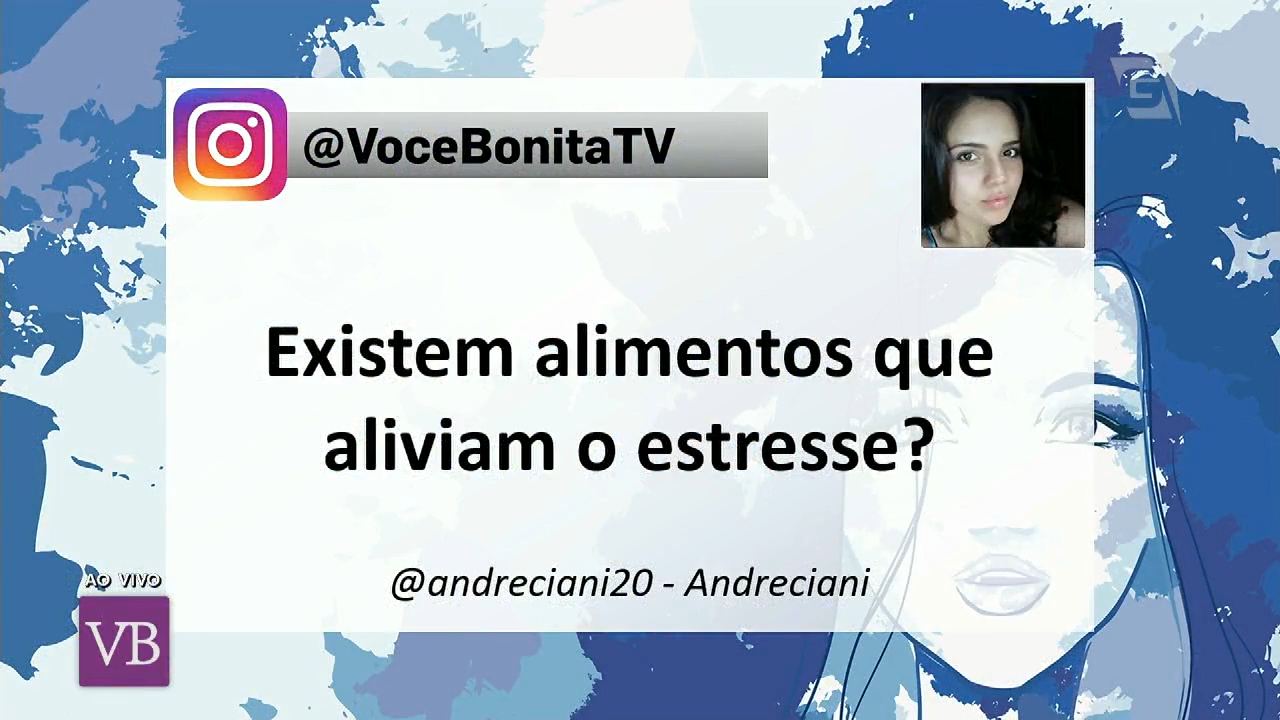 @VoceBonitaTV
Existem alimentos que
aliviam o estresse?
@andreciani20 - Andreciani
AO VIVO
VB